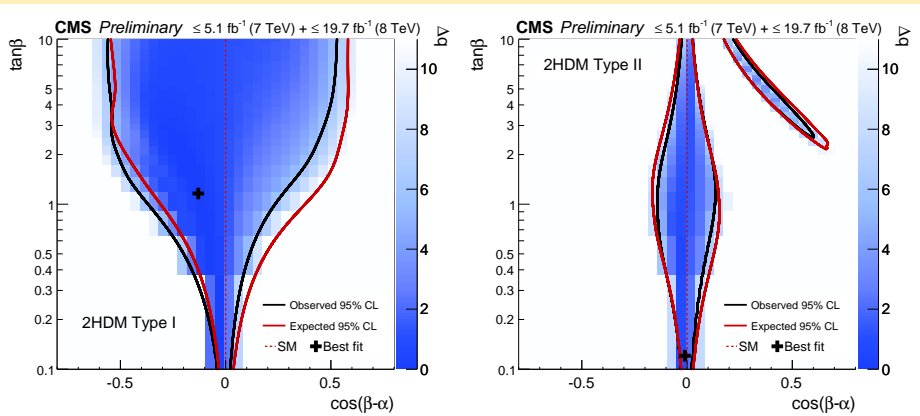 CMS Preliminary ≤ 5.1 fb⁻¹ (7 TeV) + ≤ 19.7 fb⁻¹ (8 TeV)
tanβ
Δq
10
5
4
3
2
1
0.5
0.4
0.3
0.2
0.1
2HDM Type I
Observed 95% CL
Expected 95% CL
SM Best fit
-0.5 0 0.5
cos(β-α)
10
8
6
4
2
0
CMS Preliminary ≤ 5.1 fb⁻¹ (7 TeV) + ≤ 19.7 fb⁻¹ (8 TeV)
tanβ
Δq
10
2HDM Type II
5
4
3
2
1
0.5
0.4
0.3
0.2
0.1
Observed 95% CL
Expected 95% CL
SM Best fit
-0.5 0 0.5
cos(β-α)
10
8
6
4
2
0